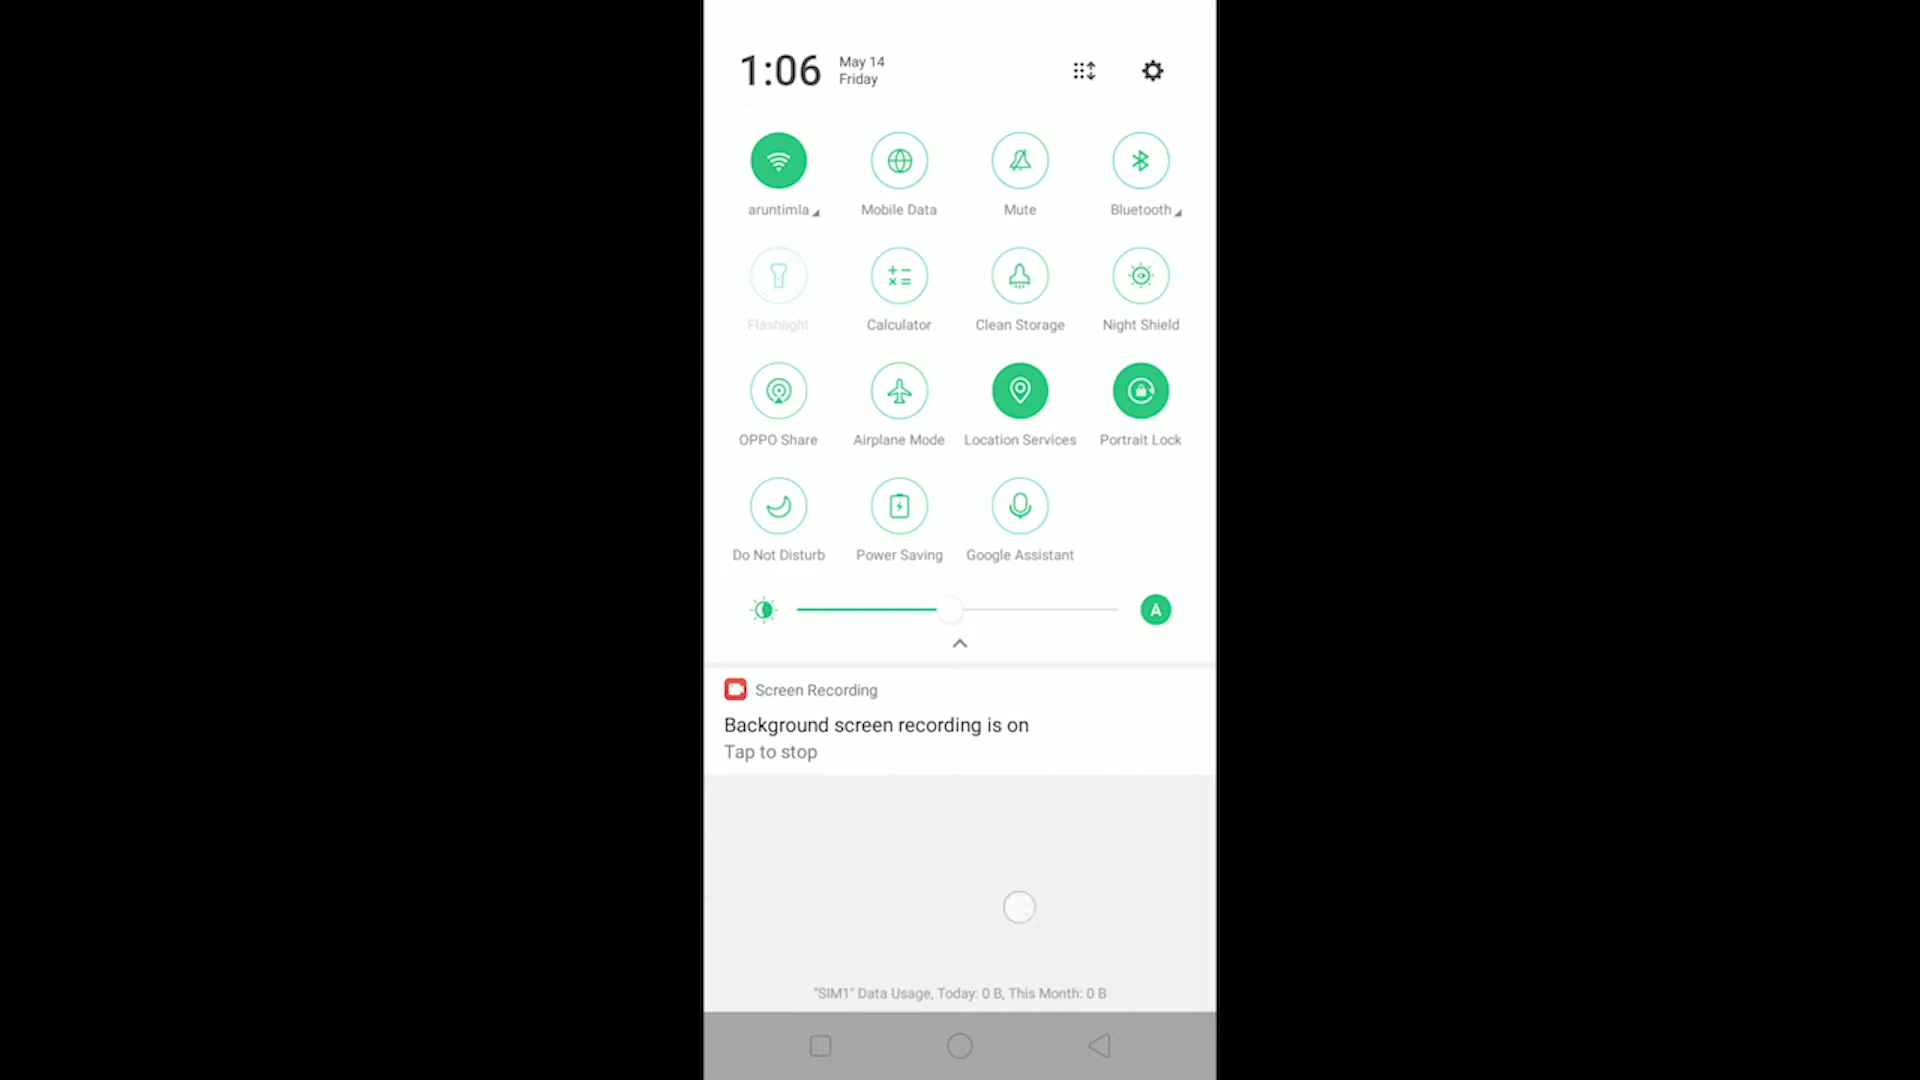 1:06
May 14
Friday
aruntimla
Mobile Data
Mute
Bluetooth
Flashlight
Calculator
Clean Storage
Night Shield
OPPO Share
Airplane Mode
Location Services
Portrait Lock
Do Not Disturb
Power Saving
Google Assistant
A
Screen Recording
Background screen recording is on
Tap to stop
"SIM1" Data Usage, Today: 0 B, This Month: 0 B